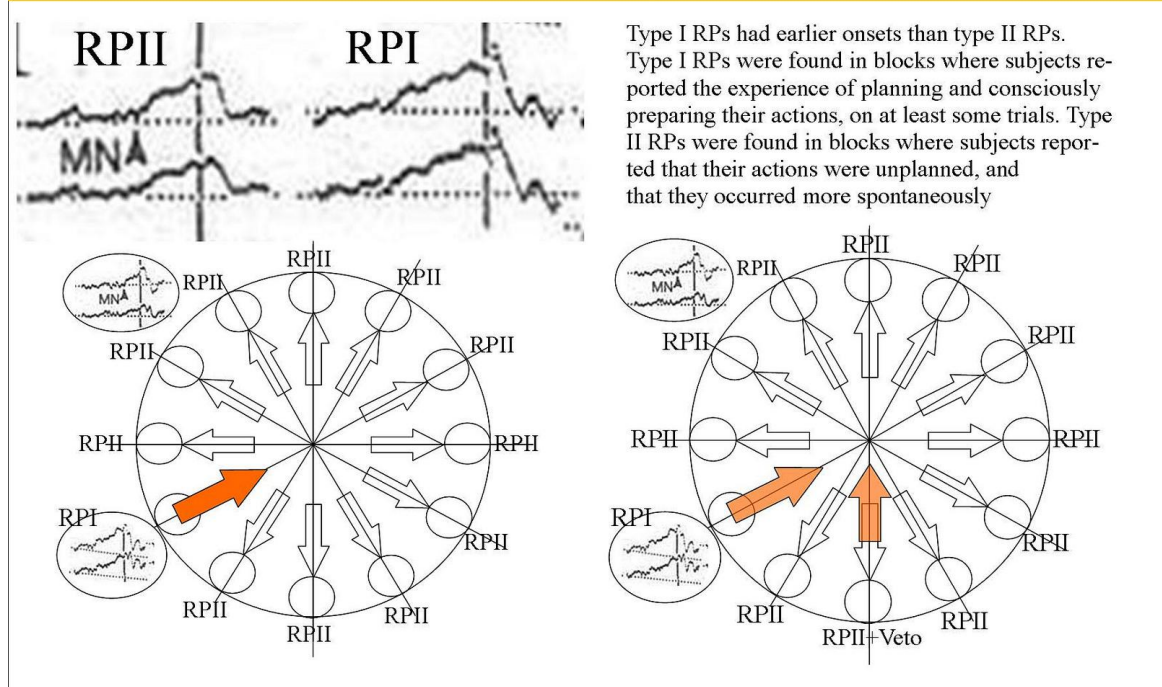 RPII
RPI
MN
Type I RPs had earlier onsets than type II RPs.
Type I RPs were found in blocks where subjects re-
ported the experience of planning and consciously
preparing their actions, on at least some trials. Type
II RPs were found in blocks where subjects repor-
ted that their actions were unplanned, and
that they occurred more spontaneously
RPII
RPII
RPII
MN
RPII
RPII
RPII
RPII
RPI
RPII
RPII
RPII
RPII
RPII
RPII
RPII
MN
RPII
RPII
RPII
RPII
RPI
RPII
RPII
RPII
RPII+Veto